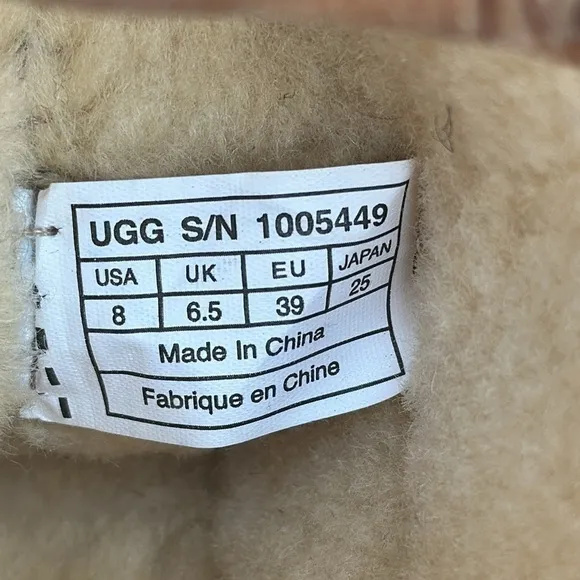 UGG S/N 1005449
USA UK EU JAPAN
8 6.5 39 25
Made In China
Fabrique en Chine